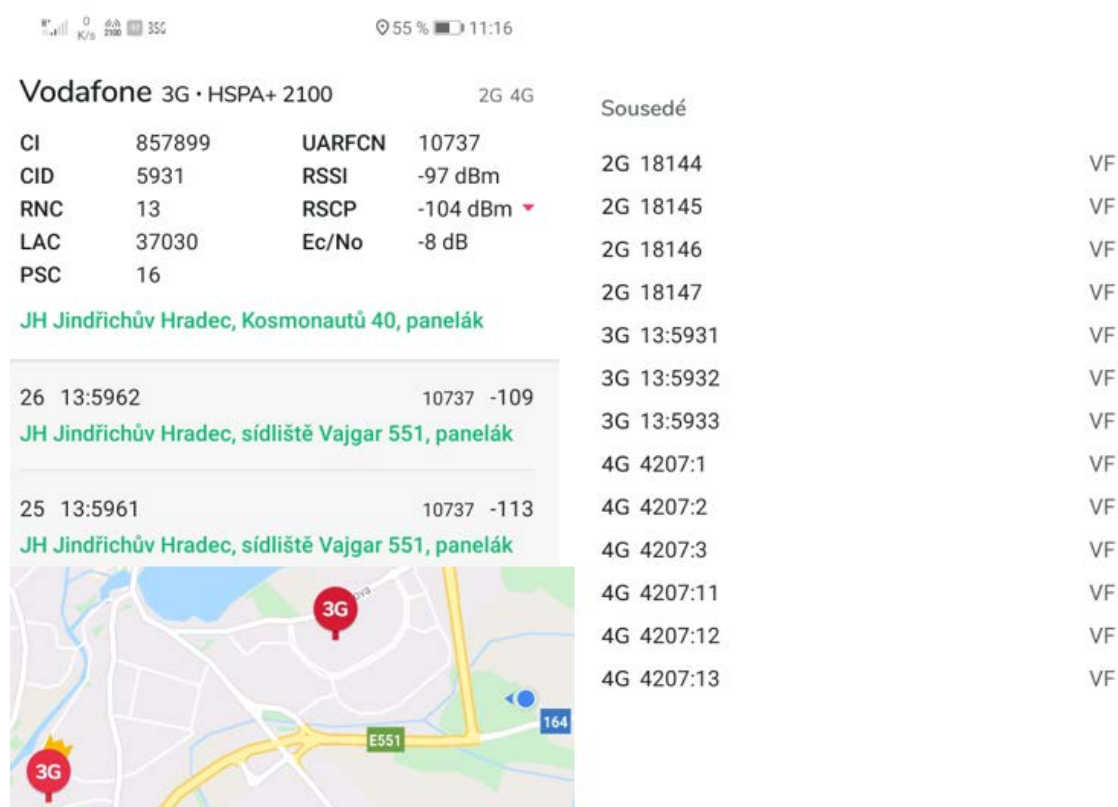 0 K/s 2100 55 % 11:16
Vodafone 3G · HSPA+ 2100 2G 4G
CI 857899 UARFCN 10737
CID 5931 RSSI -97 dBm
RNC 13 RSCP -104 dBm
LAC 37030 Ec/No -8 dB
PSC 16
JH Jindřichův Hradec, Kosmonautů 40, panelák
26 13:5962 10737 -109
JH Jindřichův Hradec, sídliště Vajgar 551, panelák
25 13:5961 10737 -113
JH Jindřichův Hradec, sídliště Vajgar 551, panelák
3G
164
E551
3G
Sousedé
2G 18144 VF
2G 18145 VF
2G 18146 VF
2G 18147 VF
3G 13:5931 VF
3G 13:5932 VF
3G 13:5933 VF
4G 4207:1 VF
4G 4207:2 VF
4G 4207:3 VF
4G 4207:11 VF
4G 4207:12 VF
4G 4207:13 VF